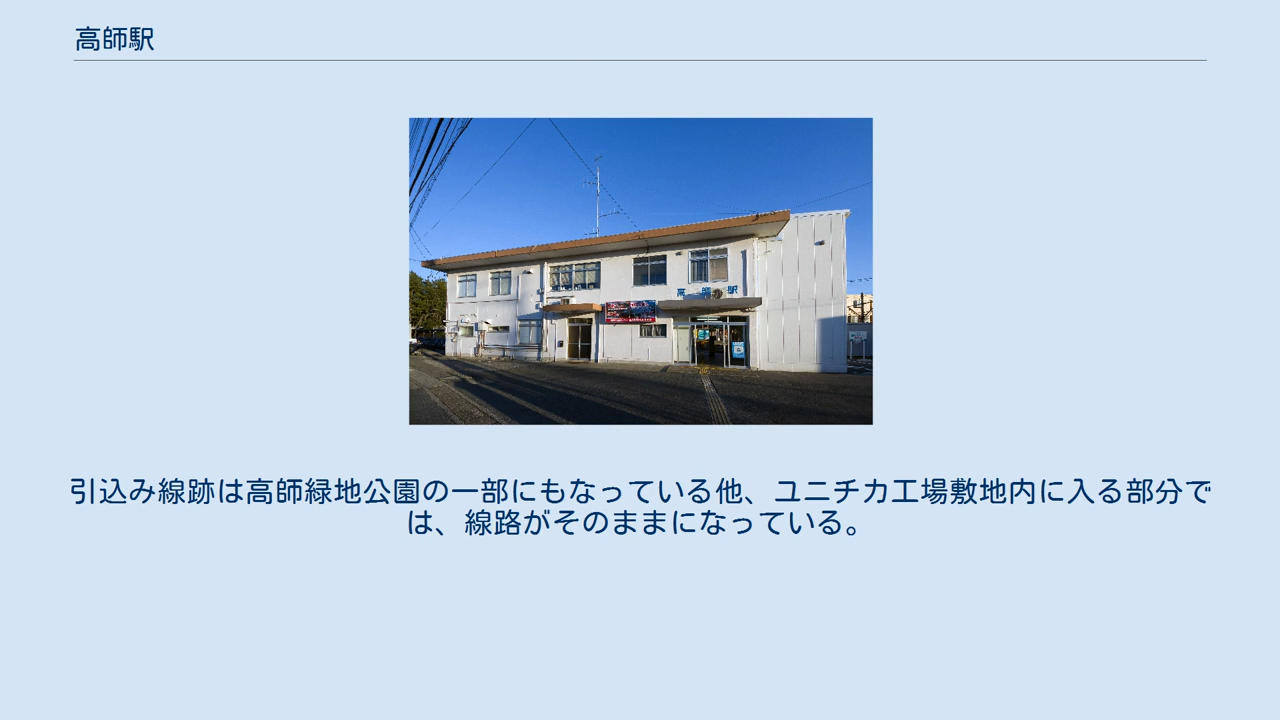 高師駅
高師駅
引込み線跡は高師緑地公園の一部にもなっている他、ユニチカ工場敷地内に入る部分で
は、線路がそのままになっている。